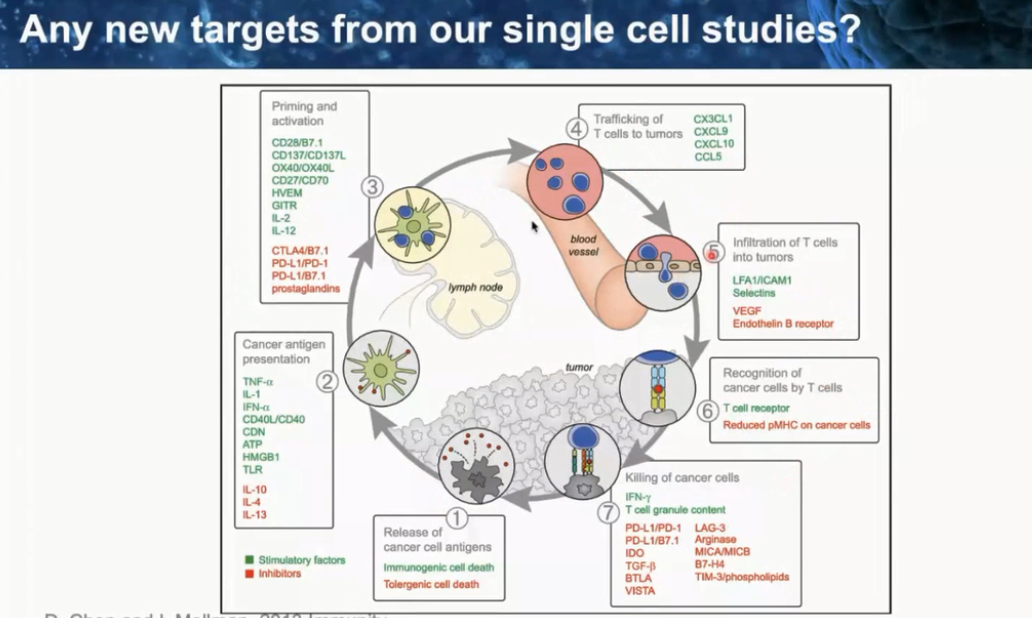 Any new targets from our single cell studies?
Priming and
activation
CD28/B7.1
CD137/CD137L
OX40/OX40L
CD27/CD70
HVEM
GITR
IL-2
IL-12
CTLA4/B7.1
PD-L1/PD-1
PD-L1/B7.1
prostaglandins
3
4
Trafficking of
T cells to tumors
CX3CL1
CXCL9
CXCL10
CCL5
blood
vessel
lymph node
5
Infiltration of T cells
into tumors
LFA1/ICAM1
Selectins
VEGF
Endothelin B receptor
Cancer antigen
presentation
2
TNF-α
IL-1
IFN-α
CD40L/CD40
CDN
ATP
HMGB1
TLR
IL-10
IL-4
IL-13
tumor
6
Recognition of
cancer cells by T cells
T cell receptor
Reduced pMHC on cancer cells
7
Killing of cancer cells
IFN-γ
T cell granule content
PD-L1/PD-1
PD-L1/B7.1
IDO
TGF-β
BTLA
VISTA
LAG-3
Arginase
MICA/MICB
B7-H4
TIM-3/phospholipids
1
Release of
cancer cell antigens
Immunogenic cell death
Tolergenic cell death
Stimulatory factors
Inhibitors